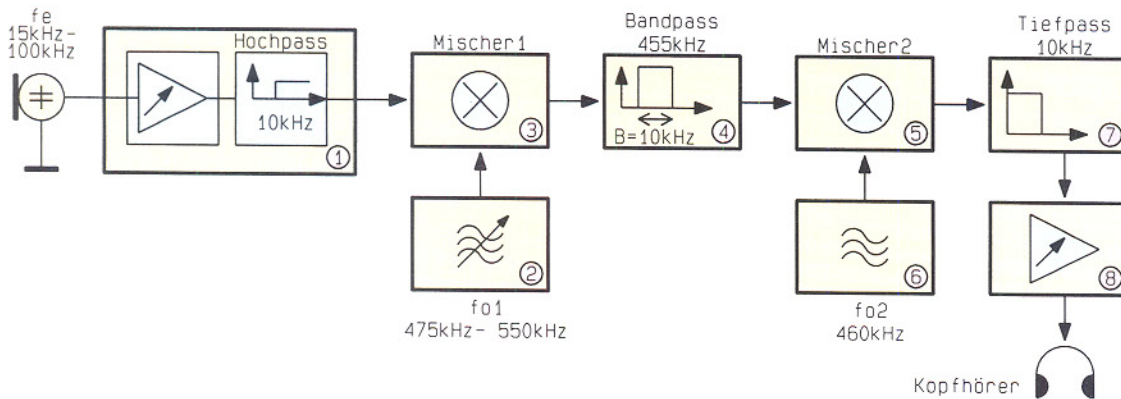 fe
15kHz-
100kHz
Hochpass
10kHz
1
Mischer1
3
Bandpass
455kHz
B=10kHz
4
Mischer2
5
Tiefpass
10kHz
7
2
fo1
475kHz- 550kHz
6
fo2
460kHz
8
Kopfhörer